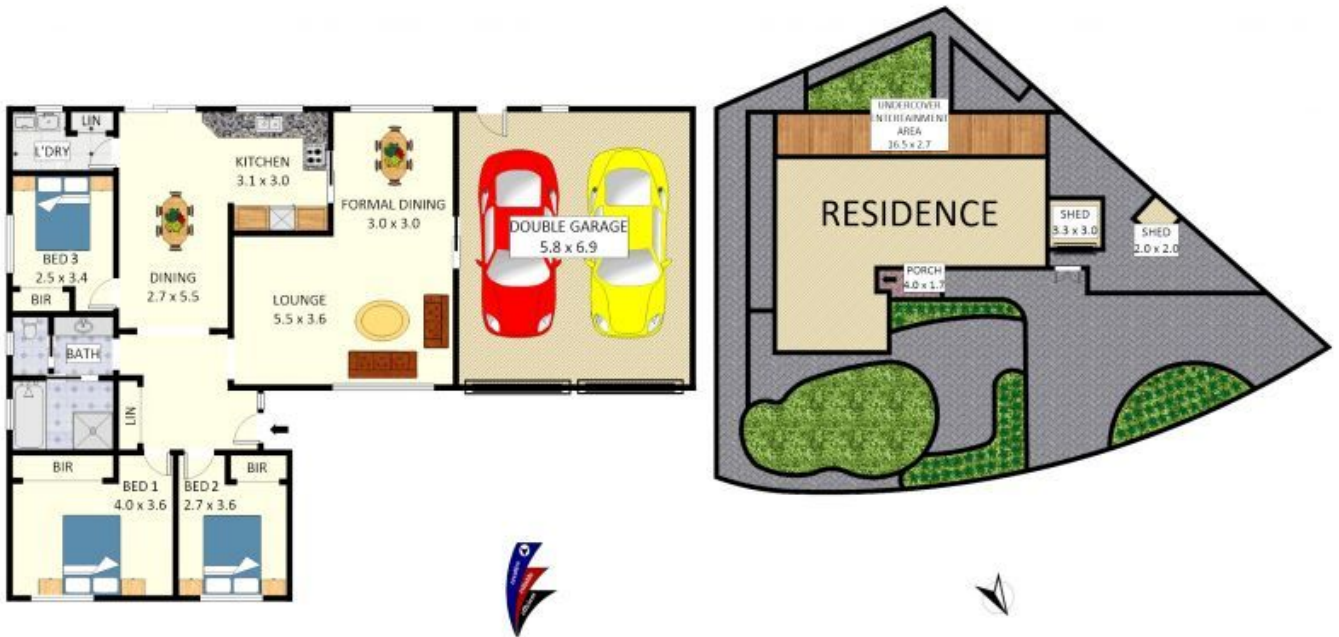 LIN
L'DRY
KITCHEN
3.1 x 3.0
FORMAL DINING
3.0 x 3.0
DOUBLE GARAGE
5.8 x 6.9
BED 3
2.5 x 3.4
BIR
DINING
2.7 x 5.5
LOUNGE
5.5 x 3.6
BATH
LIN
BIR
BED 1
4.0 x 3.6
BED 2
2.7 x 3.6
BIR
UNDERCOVER
ENTERTAINMENT
AREA
16.5 x 2.7
RESIDENCE
SHED
3.3 x 3.0
SHED
2.0 x 2.0
PORCH
4.0 x 1.7